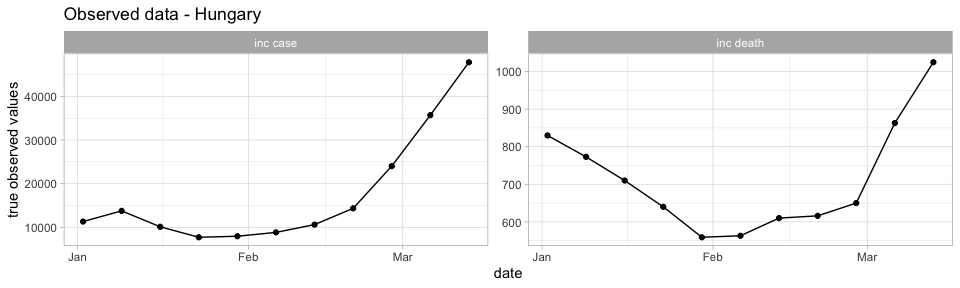 Observed data - Hungary
inc case
inc death
true observed values
40000
30000
20000
10000
1000
900
800
700
600
Jan
Feb
Mar
Jan
Feb
Mar
date